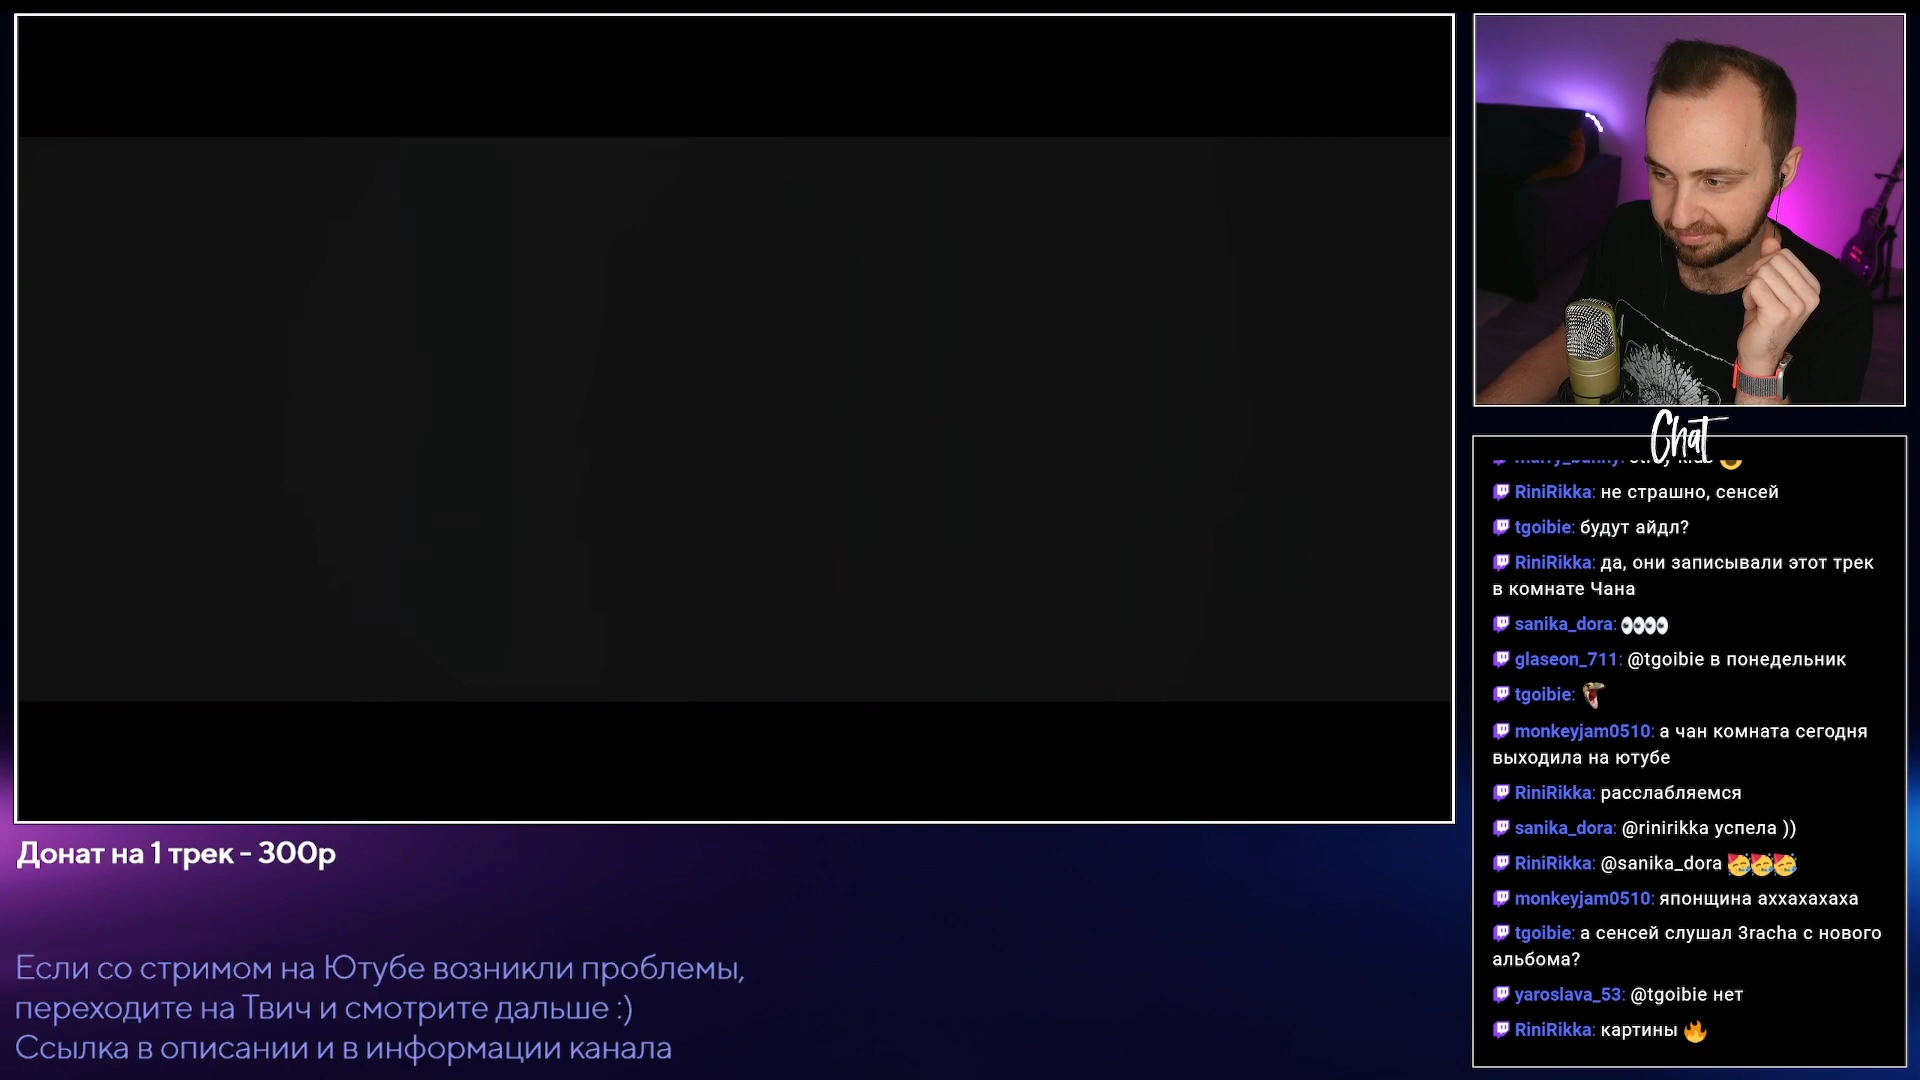 Chat
RiniRikka: не страшно, сенсей
tgoibie: будут айдл?
RiniRikka: да, они записывали этот трек
в комнате Чана
sanika_dora: 👀👀
glaseon_711: @tgoibie в понедельник
tgoibie:
monkeyjam0510: а чан комната сегодня
выходила на ютубе
RiniRikka: расслабляемся
sanika_dora: @rinirikka успела ))
RiniRikka: @sanika_dora 🥳🥳🥳
monkeyjam0510: японщина аххахахаха
tgoibie: а сенсей слушал 3racha с нового
альбома?
yaroslava_53: @tgoibie нет
RiniRikka: картины 🔥
Донат на 1 трек - 300р
Если со стримом на Ютубе возникли проблемы,
переходите на Твич и смотрите дальше :)
Ссылка в описании и в информации канала